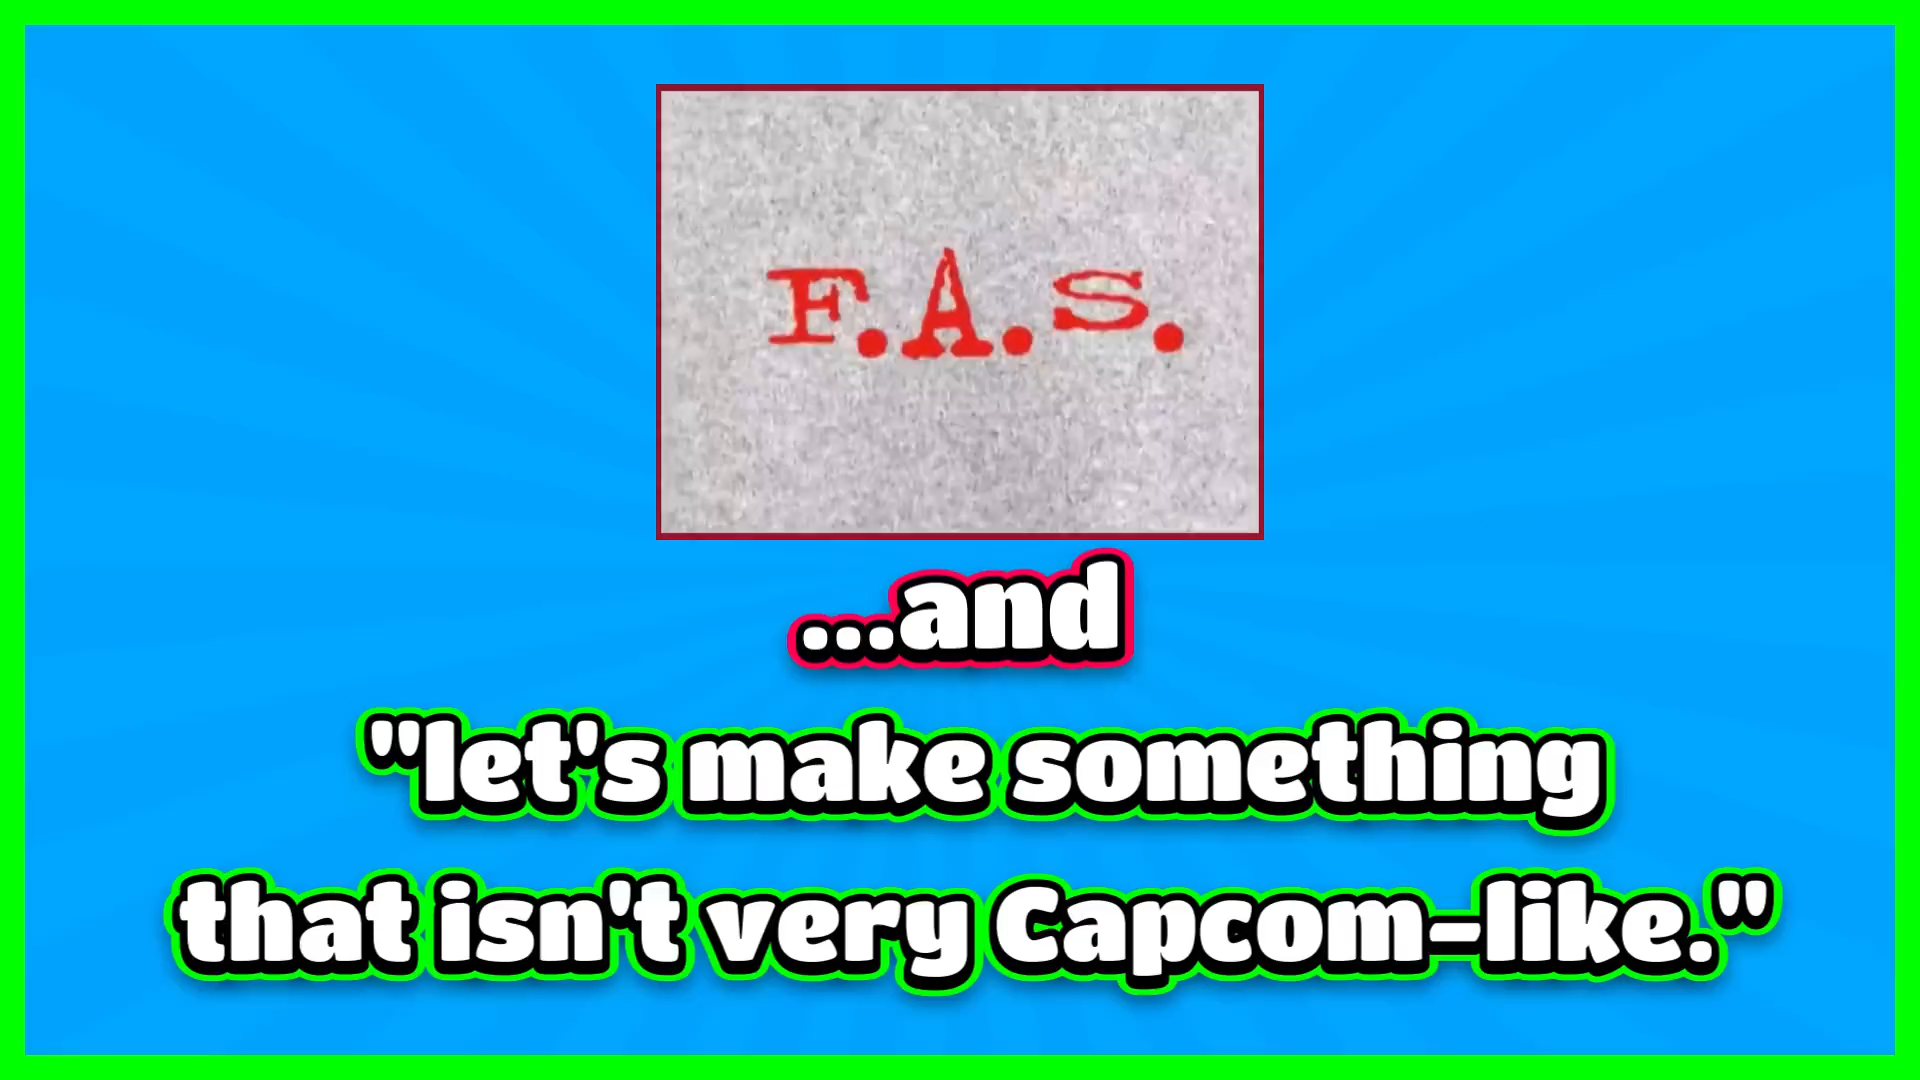 F.A.S.
...and
"let's make something
that isn't very Capcom-like."